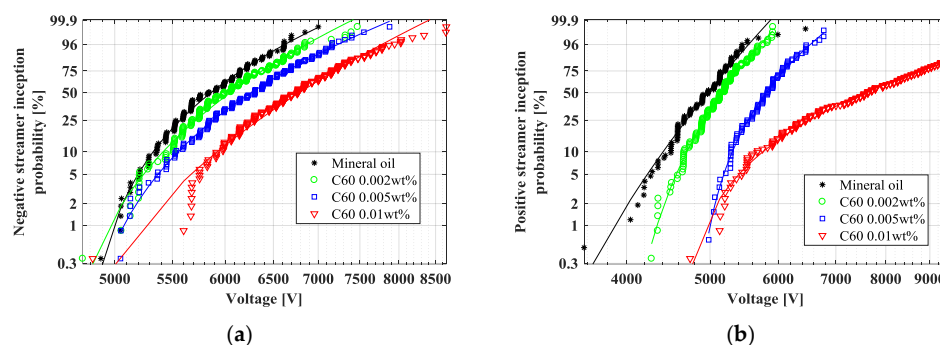 Negative streamer inception
probability [%]
99.9
96
75
50
25
10
2
1
0.3
Mineral oil
C60 0.002wt%
C60 0.005wt%
C60 0.01wt%
5000 5500 6000 6500 7000 7500 8000 8500
Voltage [V]
(a)
Positive streamer inception
probability [%]
99.9
96
75
50
25
10
2
1
0.3
Mineral oil
C60 0.002wt%
C60 0.005wt%
C60 0.01wt%
4000 5000 6000 7000 8000 9000
Voltage [V]
(b)